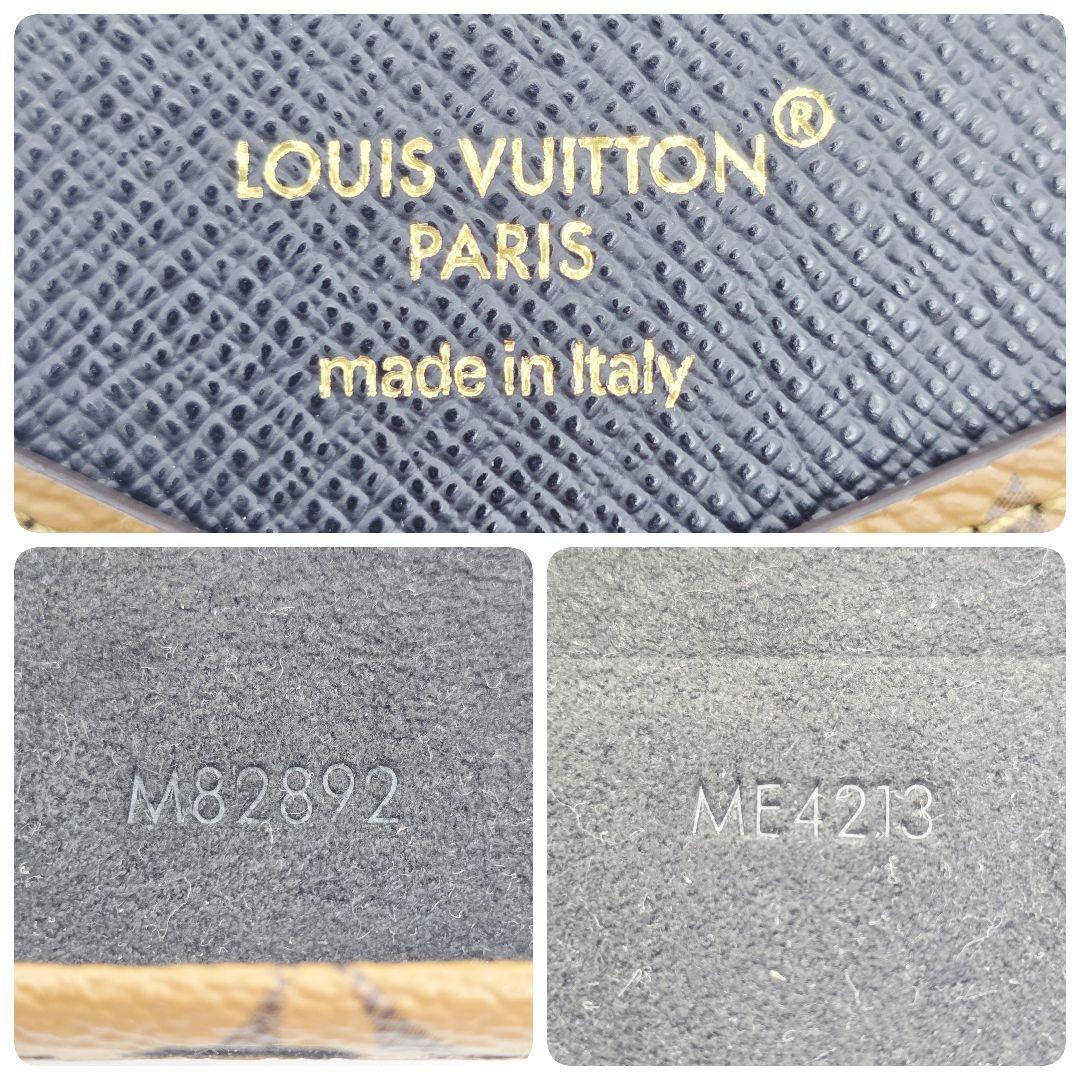 LOUIS VUITTON®
PARIS
made in Italy
M82892
ME4213